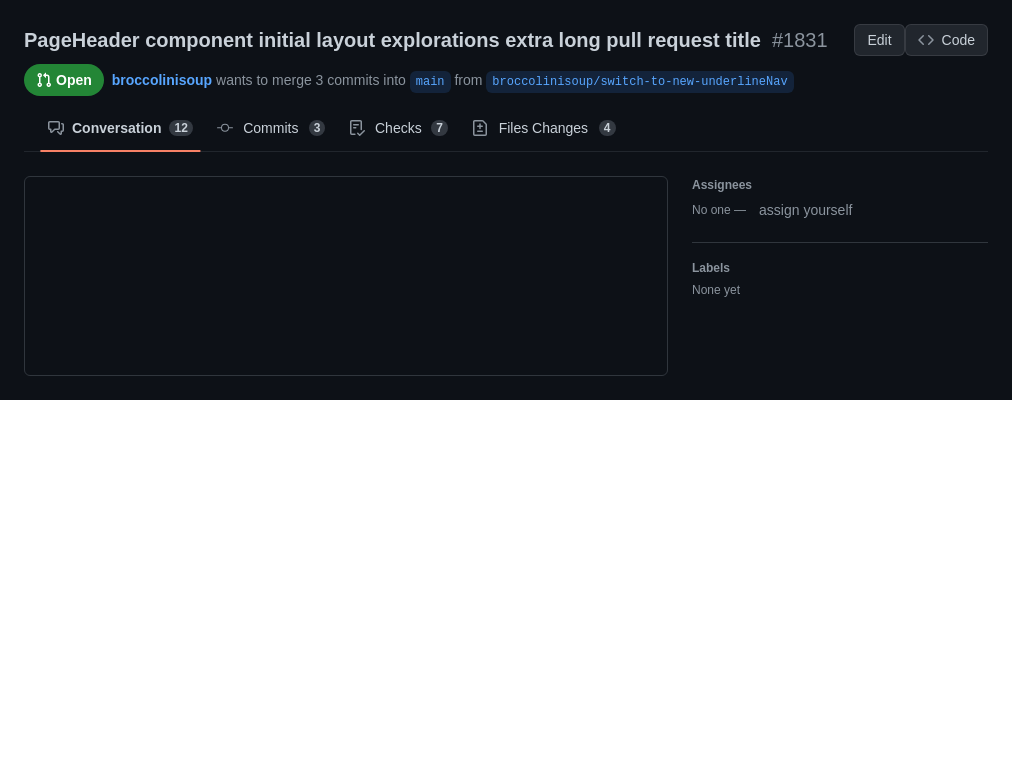 PageHeader component initial layout explorations extra long pull request title #1831 Edit Code
Open broccolinisoup wants to merge 3 commits into main from broccolinisoup/switch-to-new-underlineNav
Conversation 12 Commits 3 Checks 7 Files Changes 4
Assignees
No one — assign yourself
Labels
None yet